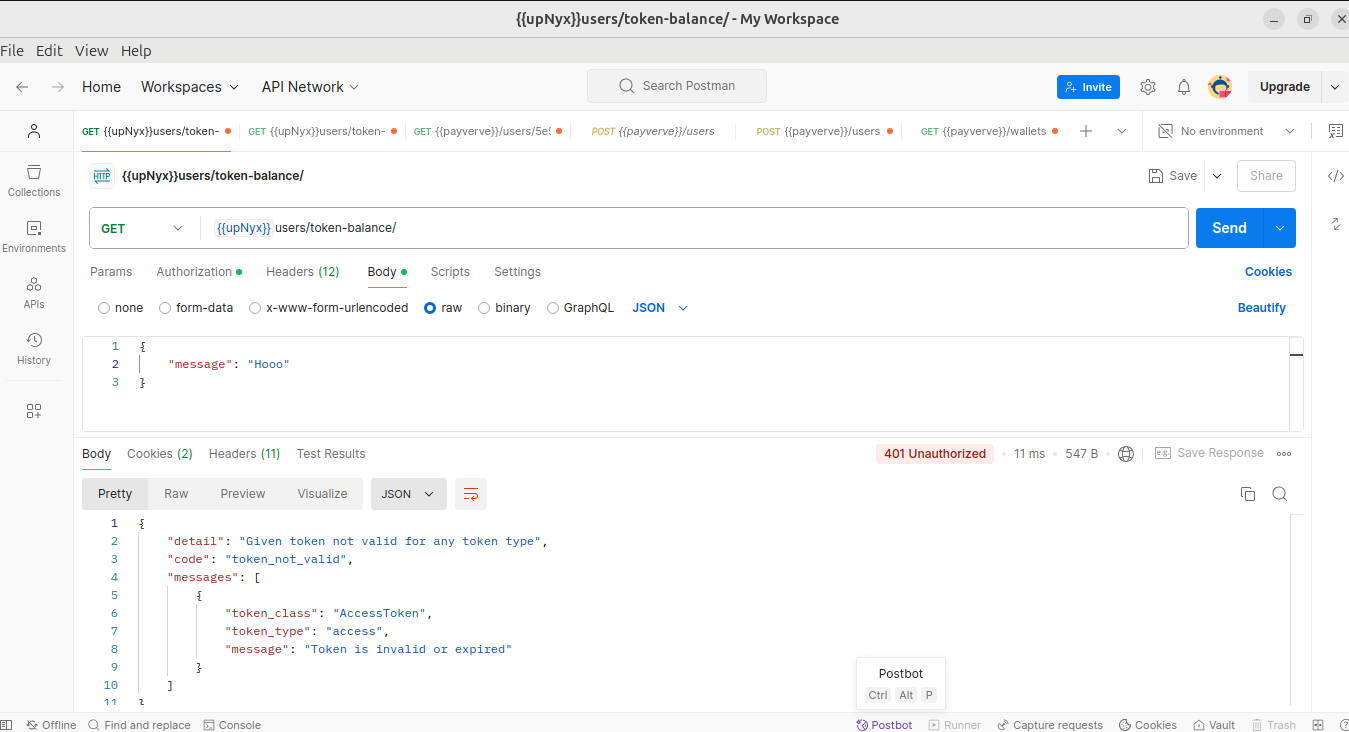 {{upNyx}}users/token-balance/ - My Workspace
File Edit View Help
Home Workspaces API Network Search Postman Invite Upgrade
GET {{upNyx}}users/token- GET {{upNyx}}users/token- GET {{payverve}}/users/5e5 POST {{payverve}}/users POST {{payverve}}/users GET {{payverve}}/wallets No environment
HTTP {{upNyx}}users/token-balance/ Save Share
Collections
GET {{upNyx}} users/token-balance/ Send
Environments
Params Authorization Headers (12) Body Scripts Settings Cookies
APIs
none form-data x-www-form-urlencoded raw binary GraphQL JSON Beautify
History
1 {
2 "message": "Hooo"
3 }
Body Cookies (2) Headers (11) Test Results 401 Unauthorized 11 ms 547 B e.g. Save Response
Pretty Raw Preview Visualize JSON
1 {
2 "detail": "Given token not valid for any token type",
3 "code": "token_not_valid",
4 "messages": [
5 {
6 "token_class": "AccessToken",
7 "token_type": "access",
8 "message": "Token is invalid or expired"
9 }
10 ]
11 }
Postbot
Ctrl Alt P
Offline Find and replace Console Postbot Runner Capture requests Cookies Vault Trash